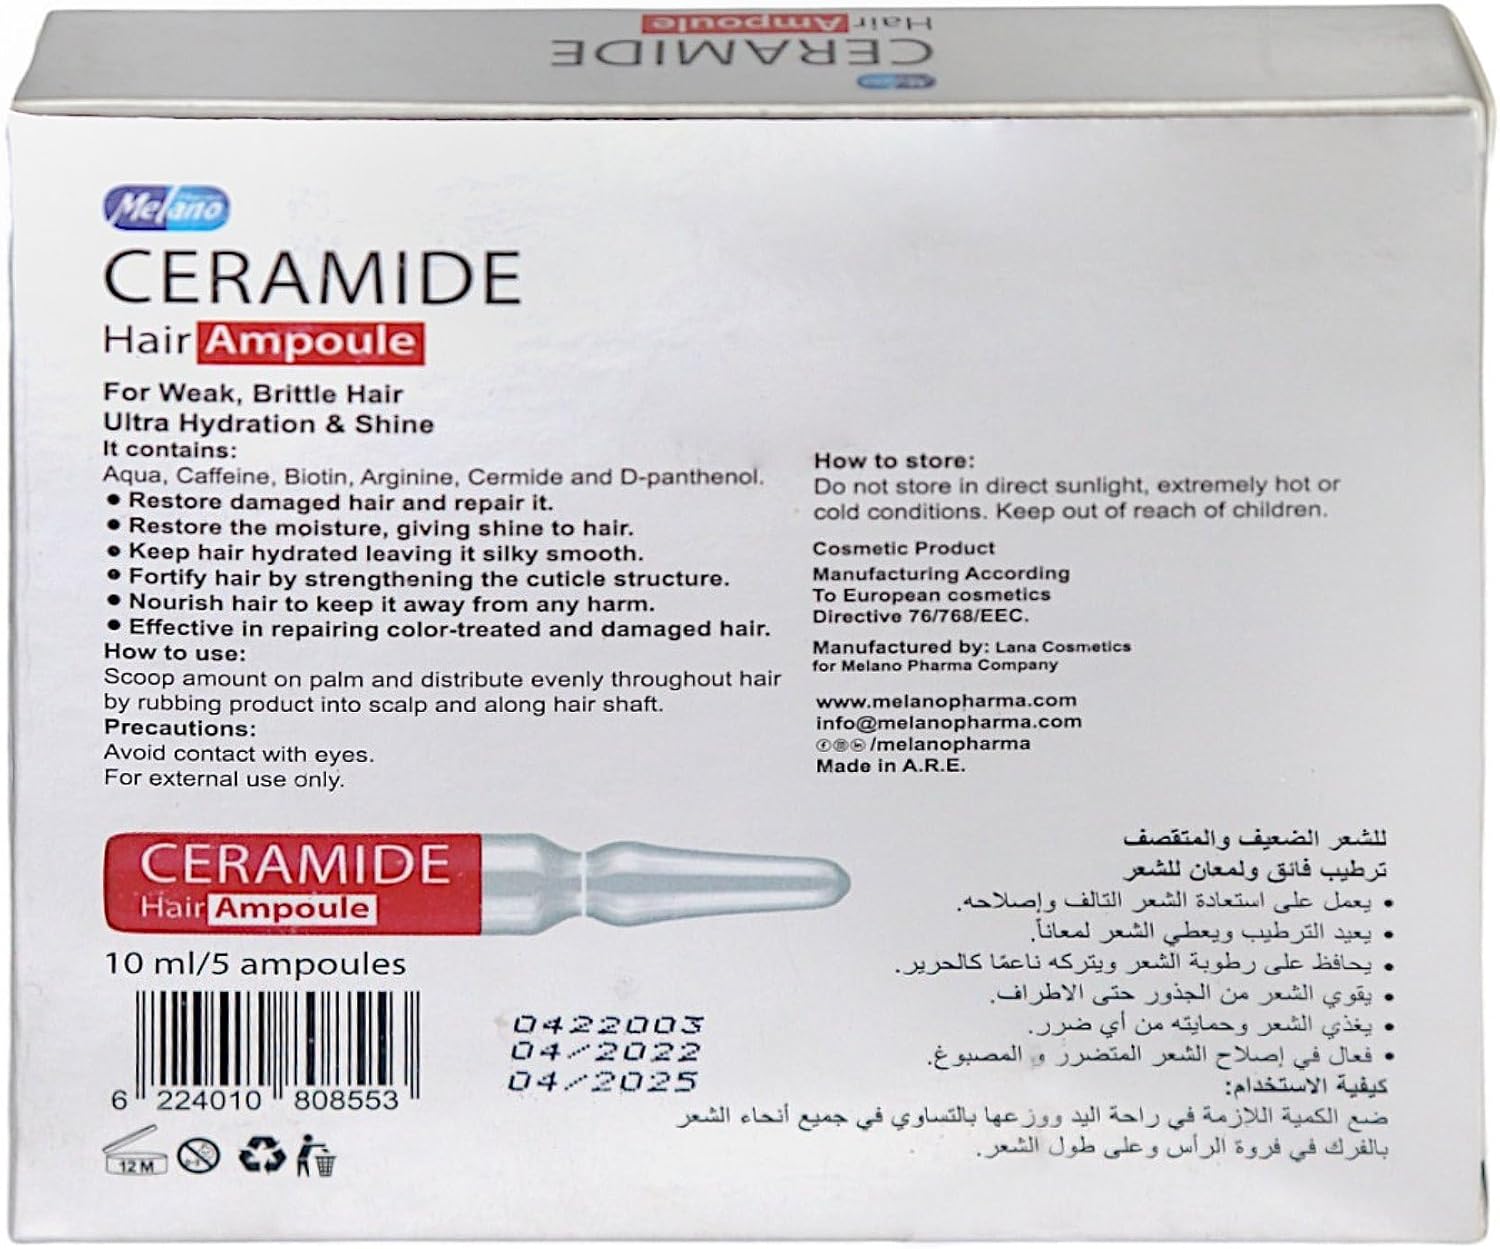 Hair Ampoule
CERAMIDE
Melano
Melano
CERAMIDE
Hair Ampoule
For Weak, Brittle Hair
Ultra Hydration & Shine
It contains:
Aqua, Caffeine, Biotin, Arginine, Cermide and D-panthenol.
• Restore damaged hair and repair it.
• Restore the moisture, giving shine to hair.
• Keep hair hydrated leaving it silky smooth.
• Fortify hair by strengthening the cuticle structure.
• Nourish hair to keep it away from any harm.
• Effective in repairing color-treated and damaged hair.
How to use:
Scoop amount on palm and distribute evenly throughout hair
by rubbing product into scalp and along hair shaft.
Precautions:
Avoid contact with eyes.
For external use only.
How to store:
Do not store in direct sunlight, extremely hot or
cold conditions. Keep out of reach of children.
Cosmetic Product
Manufacturing According
To European cosmetics
Directive 76/768/EEC.
Manufactured by: Lana Cosmetics
for Melano Pharma Company
www.melanopharma.com
info@melanopharma.com
/melanopharma
Made in A.R.E.
CERAMIDE
Hair Ampoule
10 ml/5 ampoules
6 224010 808553
12 M
0422003
04/2022
04/2025
للشعر الضعيف والمتقصف
ترطيب فائق ولمعان للشعر
• يعمل على استعادة الشعر التالف وإصلاحه.
• يعيد الترطيب ويعطي الشعر لمعاناً.
• يحافظ على رطوبة الشعر ويتركه ناعمًا كالحرير.
• يقوي الشعر من الجذور حتى الاطراف.
• يغذي الشعر وحمايته من أي ضرر.
• فعال في إصلاح الشعر المتضرر و المصبوغ.
كيفية الاستخدام:
ضع الكمية اللازمة في راحة اليد ووزعها بالتساوي في جميع أنحاء الشعر
بالفرك في فروة الرأس وعلى طول الشعر.